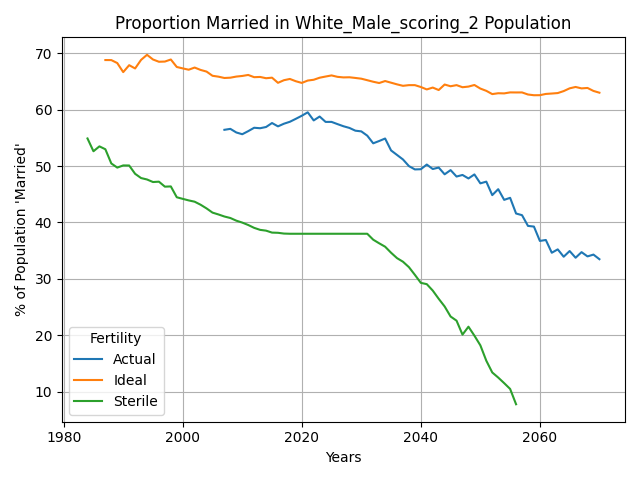 Proportion Married in White_Male_scoring_2 Population
% of Population 'Married'
70
60
50
40
30
20
10
Fertility
Actual
Ideal
Sterile
1980
2000
2020
2040
2060
Years